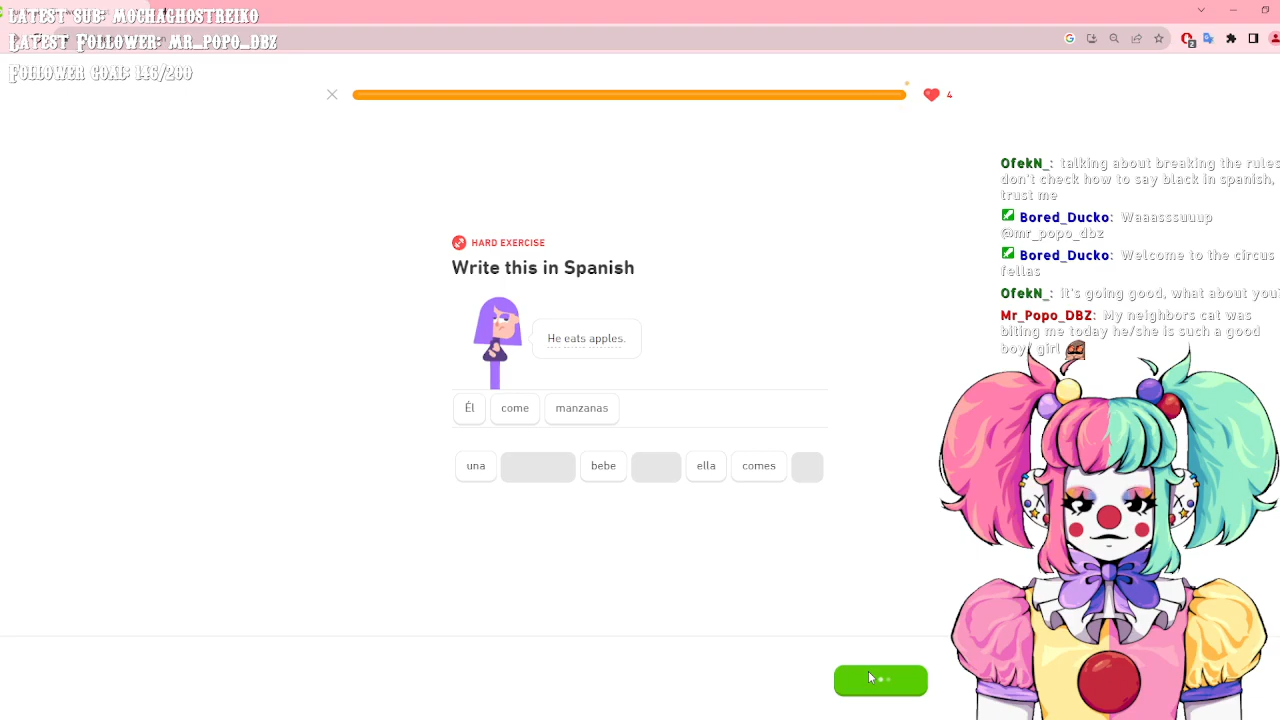 LATEST SUB: MOCHAGHOSTREIKO
LATEST FOLLOWER: MR_POPO_DBZ
FOLLOWER GOAL: 146/200
2
4
HARD EXERCISE
Write this in Spanish
He eats apples.
Él come manzanas
una bebe ella comes
OfekN_: talking about breaking the rules
don't check how to say black in spanish,
trust me
Bored_Ducko: Waaasssuuup
@mr_popo_dbz
Bored_Ducko: Welcome to the circus
fellas
OfekN_: it's going good, what about you?
Mr_Popo_DBZ: My neighbors cat was
biting me today he/she is such a good
boy/girl